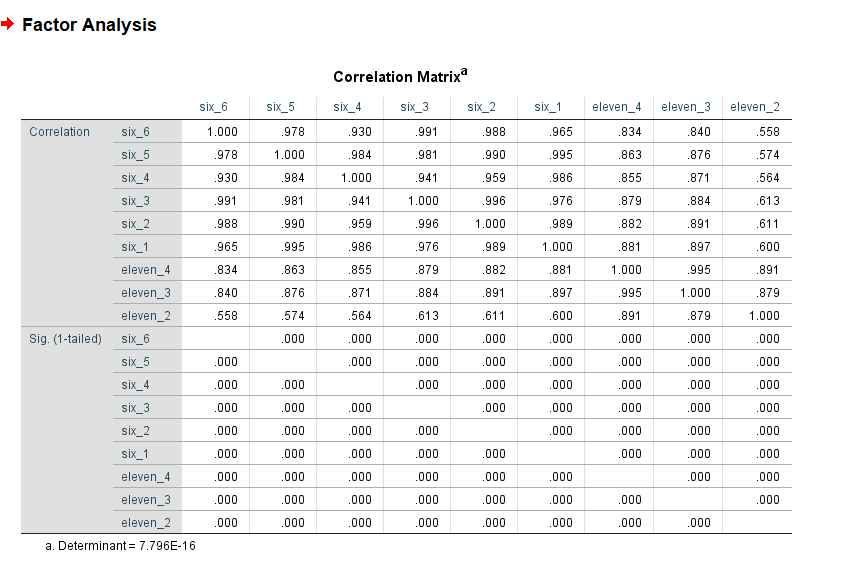 Factor Analysis
Correlation Matrixa
six_6 six_5 six_4 six_3 six_2 six_1 eleven_4 eleven_3 eleven_2
Correlation six_6 1.000 .978 .930 .991 .988 .965 .834 .840 .558
six_5 .978 1.000 .984 .981 .990 .995 .863 .876 .574
six_4 .930 .984 1.000 .941 .959 .986 .855 .871 .564
six_3 .991 .981 .941 1.000 .996 .976 .879 .884 .613
six_2 .988 .990 .959 .996 1.000 .989 .882 .891 .611
six_1 .965 .995 .986 .976 .989 1.000 .881 .897 .600
eleven_4 .834 .863 .855 .879 .882 .881 1.000 .995 .891
eleven_3 .840 .876 .871 .884 .891 .897 .995 1.000 .879
eleven_2 .558 .574 .564 .613 .611 .600 .891 .879 1.000
Sig. (1-tailed) six_6 .000 .000 .000 .000 .000 .000 .000 .000
six_5 .000 .000 .000 .000 .000 .000 .000 .000
six_4 .000 .000 .000 .000 .000 .000 .000 .000
six_3 .000 .000 .000 .000 .000 .000 .000 .000
six_2 .000 .000 .000 .000 .000 .000 .000 .000
six_1 .000 .000 .000 .000 .000 .000 .000 .000
eleven_4 .000 .000 .000 .000 .000 .000 .000 .000
eleven_3 .000 .000 .000 .000 .000 .000 .000 .000
eleven_2 .000 .000 .000 .000 .000 .000 .000 .000
a. Determinant = 7.796E-16